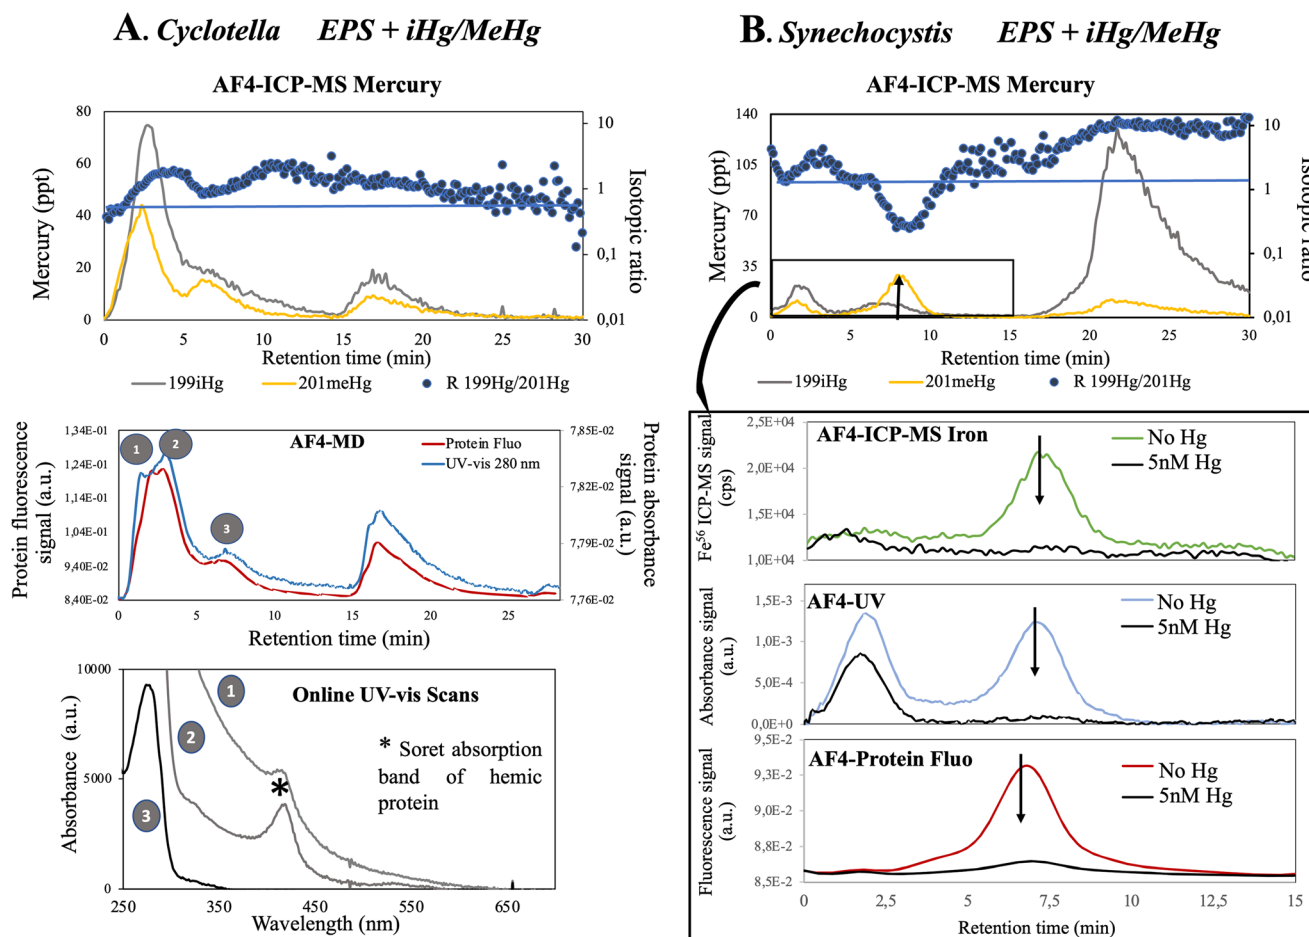 A. Cyclotella EPS + iHg/MeHg
AF4-ICP-MS Mercury
80
60
40
20
0
Mercury (ppt)
10
1
0,1
0,01
Isotopic ratio
0 5 10 15 20 25 30
Retention time (min)
199iHg 201meHg R 199Hg/201Hg
AF4-MD
1,34E-01
1,24E-01
1,14E-01
1,04E-01
9,40E-02
8,40E-02
Protein fluorescence
signal (a.u.)
1
2
3
Protein Fluo
UV-vis 280 nm
7,85E-02
7,82E-02
7,79E-02
7,76E-02
Protein absorbance
signal (a.u.)
0 5 10 15 20 25
Retention time (min)
Online UV-vis Scans
10000
5000
0
Absorbance (a.u.)
1
2
3
*
* Soret absorption
band of hemic
protein
250 350 450 550 650
Wavelength (nm)
B. Synechocystis EPS + iHg/MeHg
AF4-ICP-MS Mercury
140
105
70
35
0
Mercury (ppt)
10
1
0,1
0,01
0 5 10 15 20 25 30
Retention time (min)
199iHg 201meHg R 199Hg/201Hg
AF4-ICP-MS Iron
No Hg
5nM Hg
2,5E+04
2,0E+04
1,5E+04
1,0E+04
Fe56 ICP-MS signal
(cps)
AF4-UV
No Hg
5nM Hg
1,5E-3
1,0E-3
5,0E-4
0,0E+0
Absorbance signal
(a.u.)
AF4-Protein Fluo
No Hg
5nM Hg
9,5E-2
9,3E-2
9,0E-2
8,8E-2
8,5E-2
Fluorescence signal
(a.u.)
0 2,5 5 7,5 10 12,5 15
Retention time (min)